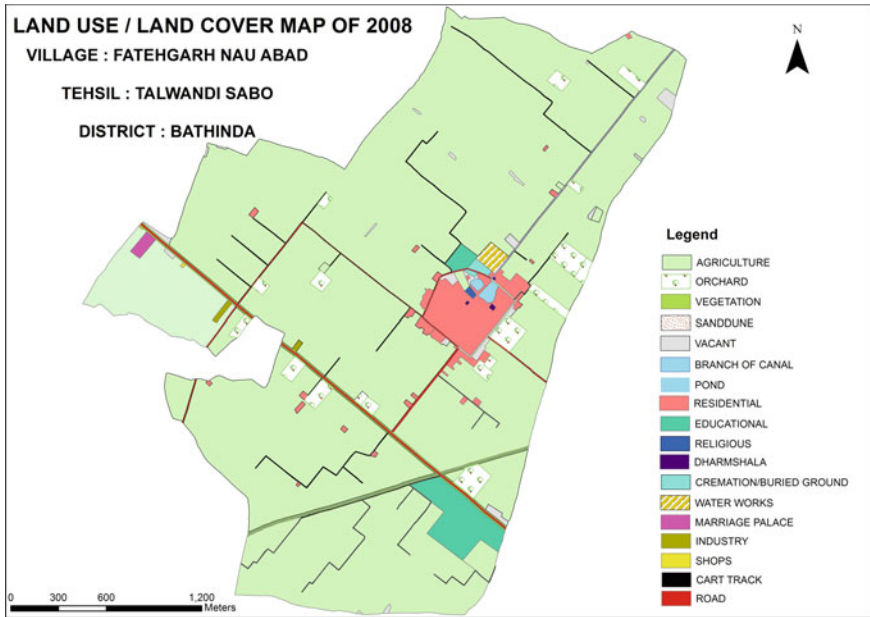 LAND USE / LAND COVER MAP OF 2008
VILLAGE : FATEHGARH NAU ABAD
TEHSIL : TALWANDI SABO
DISTRICT : BATHINDA
N
Legend
AGRICULTURE
ORCHARD
VEGETATION
SANDDUNE
VACANT
BRANCH OF CANAL
POND
RESIDENTIAL
EDUCATIONAL
RELIGIOUS
DHARMSHALA
CREMATION/BURIED GROUND
WATER WORKS
MARRIAGE PALACE
INDUSTRY
SHOPS
CART TRACK
ROAD
0 300 600 1,200
Meters